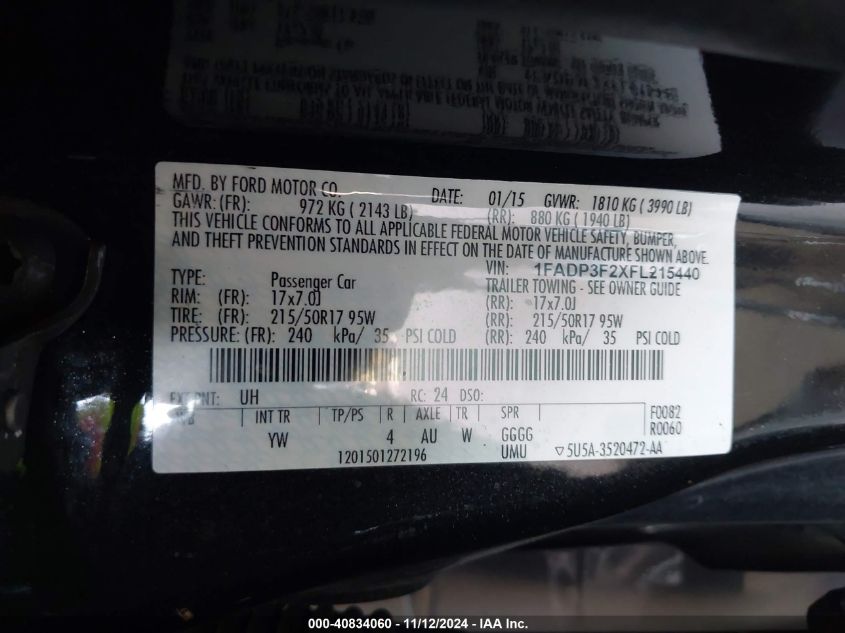 MFD. BY FORD MOTOR CO. DATE: 01/15 GVWR: 1810 KG ( 3990 LB)
GAWR: (FR): 972 KG ( 2143 LB) (RR): 880 KG ( 1940 LB)
THIS VEHICLE CONFORMS TO ALL APPLICABLE FEDERAL MOTOR VEHICLE SAFETY, BUMPER,
AND THEFT PREVENTION STANDARDS IN EFFECT ON THE DATE OF MANUFACTURE SHOWN ABOVE.
VIN: 1FADP3F2XFL215440
TYPE: Passenger Car TRAILER TOWING - SEE OWNER GUIDE
RIM: (FR): 17x7.0J (RR): 17x7.0J
TIRE: (FR): 215/50R17 95W (RR): 215/50R17 95W
PRESSURE: (FR): 240 kPa/ 35 PSI COLD (RR): 240 kPa/ 35 PSI COLD
EXT PNT: UH RC: 24 DSO:
WB INT TR TP/PS R AXLE TR SPR F0082
YW 4 AU W GGGG R0060
1201501272196 UMU ▽5U5A-3520472-AA
000-40834060 - 11/12/2024 - IAA Inc.